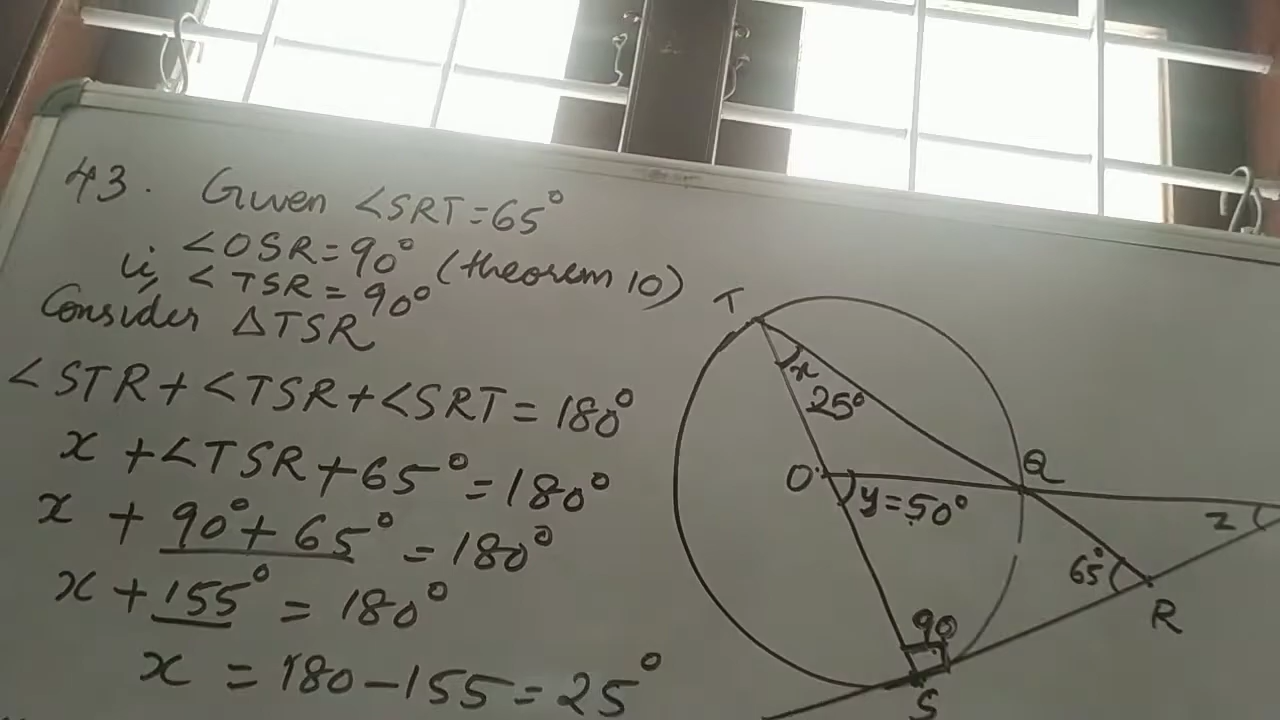 43. Given ∠SRT=65°
∠OSR=90° (theorem 10)
ie, ∠TSR=90°
Consider ΔTSR
∠STR+∠TSR+∠SRT=180°
x+∠TSR+65°=180°
x+90°+65°=180°
x+155°=180°
x=180-155=25°
T
x
25°
O
Q
y=50°
z
65°
R
90
S